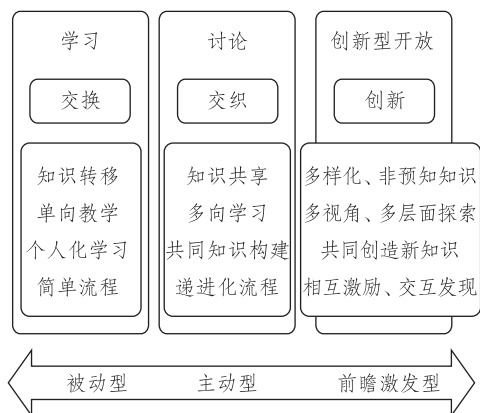 学习
交换
知识转移
单向教学
个人化学习
简单流程
讨论
交织
知识共享
多向学习
共同知识构建
递进化流程
创新型开放
创新
多样化、非预知知识
多视角、多层面探索
共同创造新知识
相互激励、交互发现
被动型
主动型
前瞻激发型